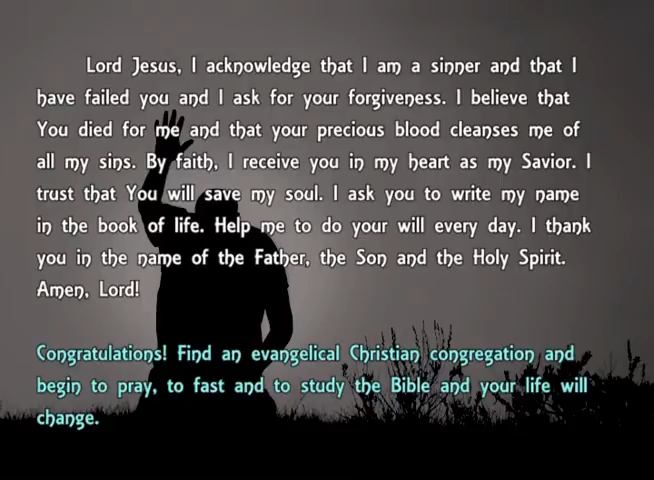 Lord Jesus, I acknowledge that I am a sinner and that I
have failed you and I ask for your forgiveness. I believe that
You died for me and that your precious blood cleanses me of
all my sins. By faith, I receive you in my heart as my Savior. I
trust that You will save my soul. I ask you to write my name
in the book of life. Help me to do your will every day. I thank
you in the name of the Father, the Son and the Holy Spirit.
Amen, Lord!
Congratulations! Find an evangelical Christian congregation and
begin to pray, to fast and to study the Bible and your life will
change.